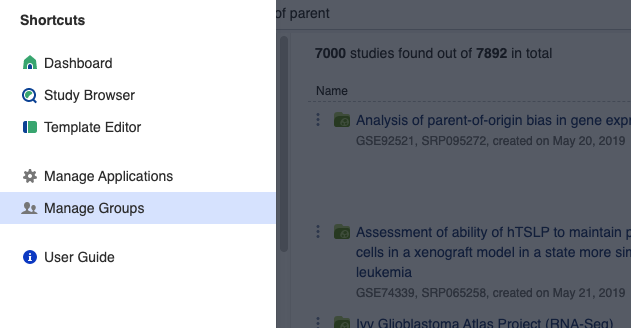 Shortcuts
Dashboard
Study Browser
Template Editor
Manage Applications
Manage Groups
User Guide
of parent
7000 studies found out of 7892 in total
Name
Analysis of parent-of-origin bias in gene expr
GSE92521, SRP095272, created on May 20, 2019
Assessment of ability of hTSLP to maintain p
cells in a xenograft model in a state more sim
leukemia
GSE74339, SRP065258, created on May 21, 2019
Ivy Glioblastoma Atlas Project (RNA-Seq)